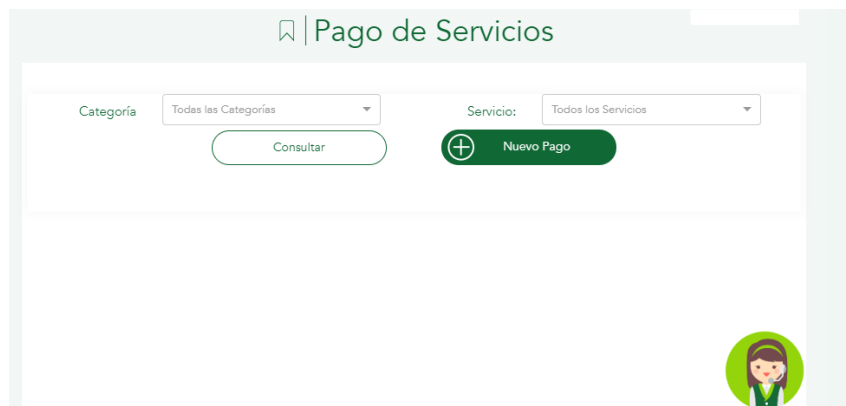 Pago de Servicios
Categoría Todas las Categorías Servicio: Todos los Servicios
Consultar Nuevo Pago